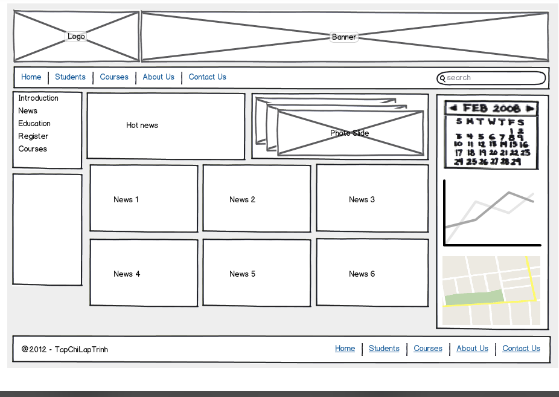 Logo
Banner
Home Students Courses About Us Contact Us
search
Introduction
News
Education
Register
Courses
Hot news
Photo Slide
FEB 2008
S M T W T F S
1 2
3 4 5 6 7 8 9
10 11 12 13 14 15 16
17 18 19 20 21 22 23
24 25 26 27 28 29
News 1
News 2
News 3
News 4
News 5
News 6
@2012 - TapChiLapTrinh
Home Students Courses About Us Contact Us